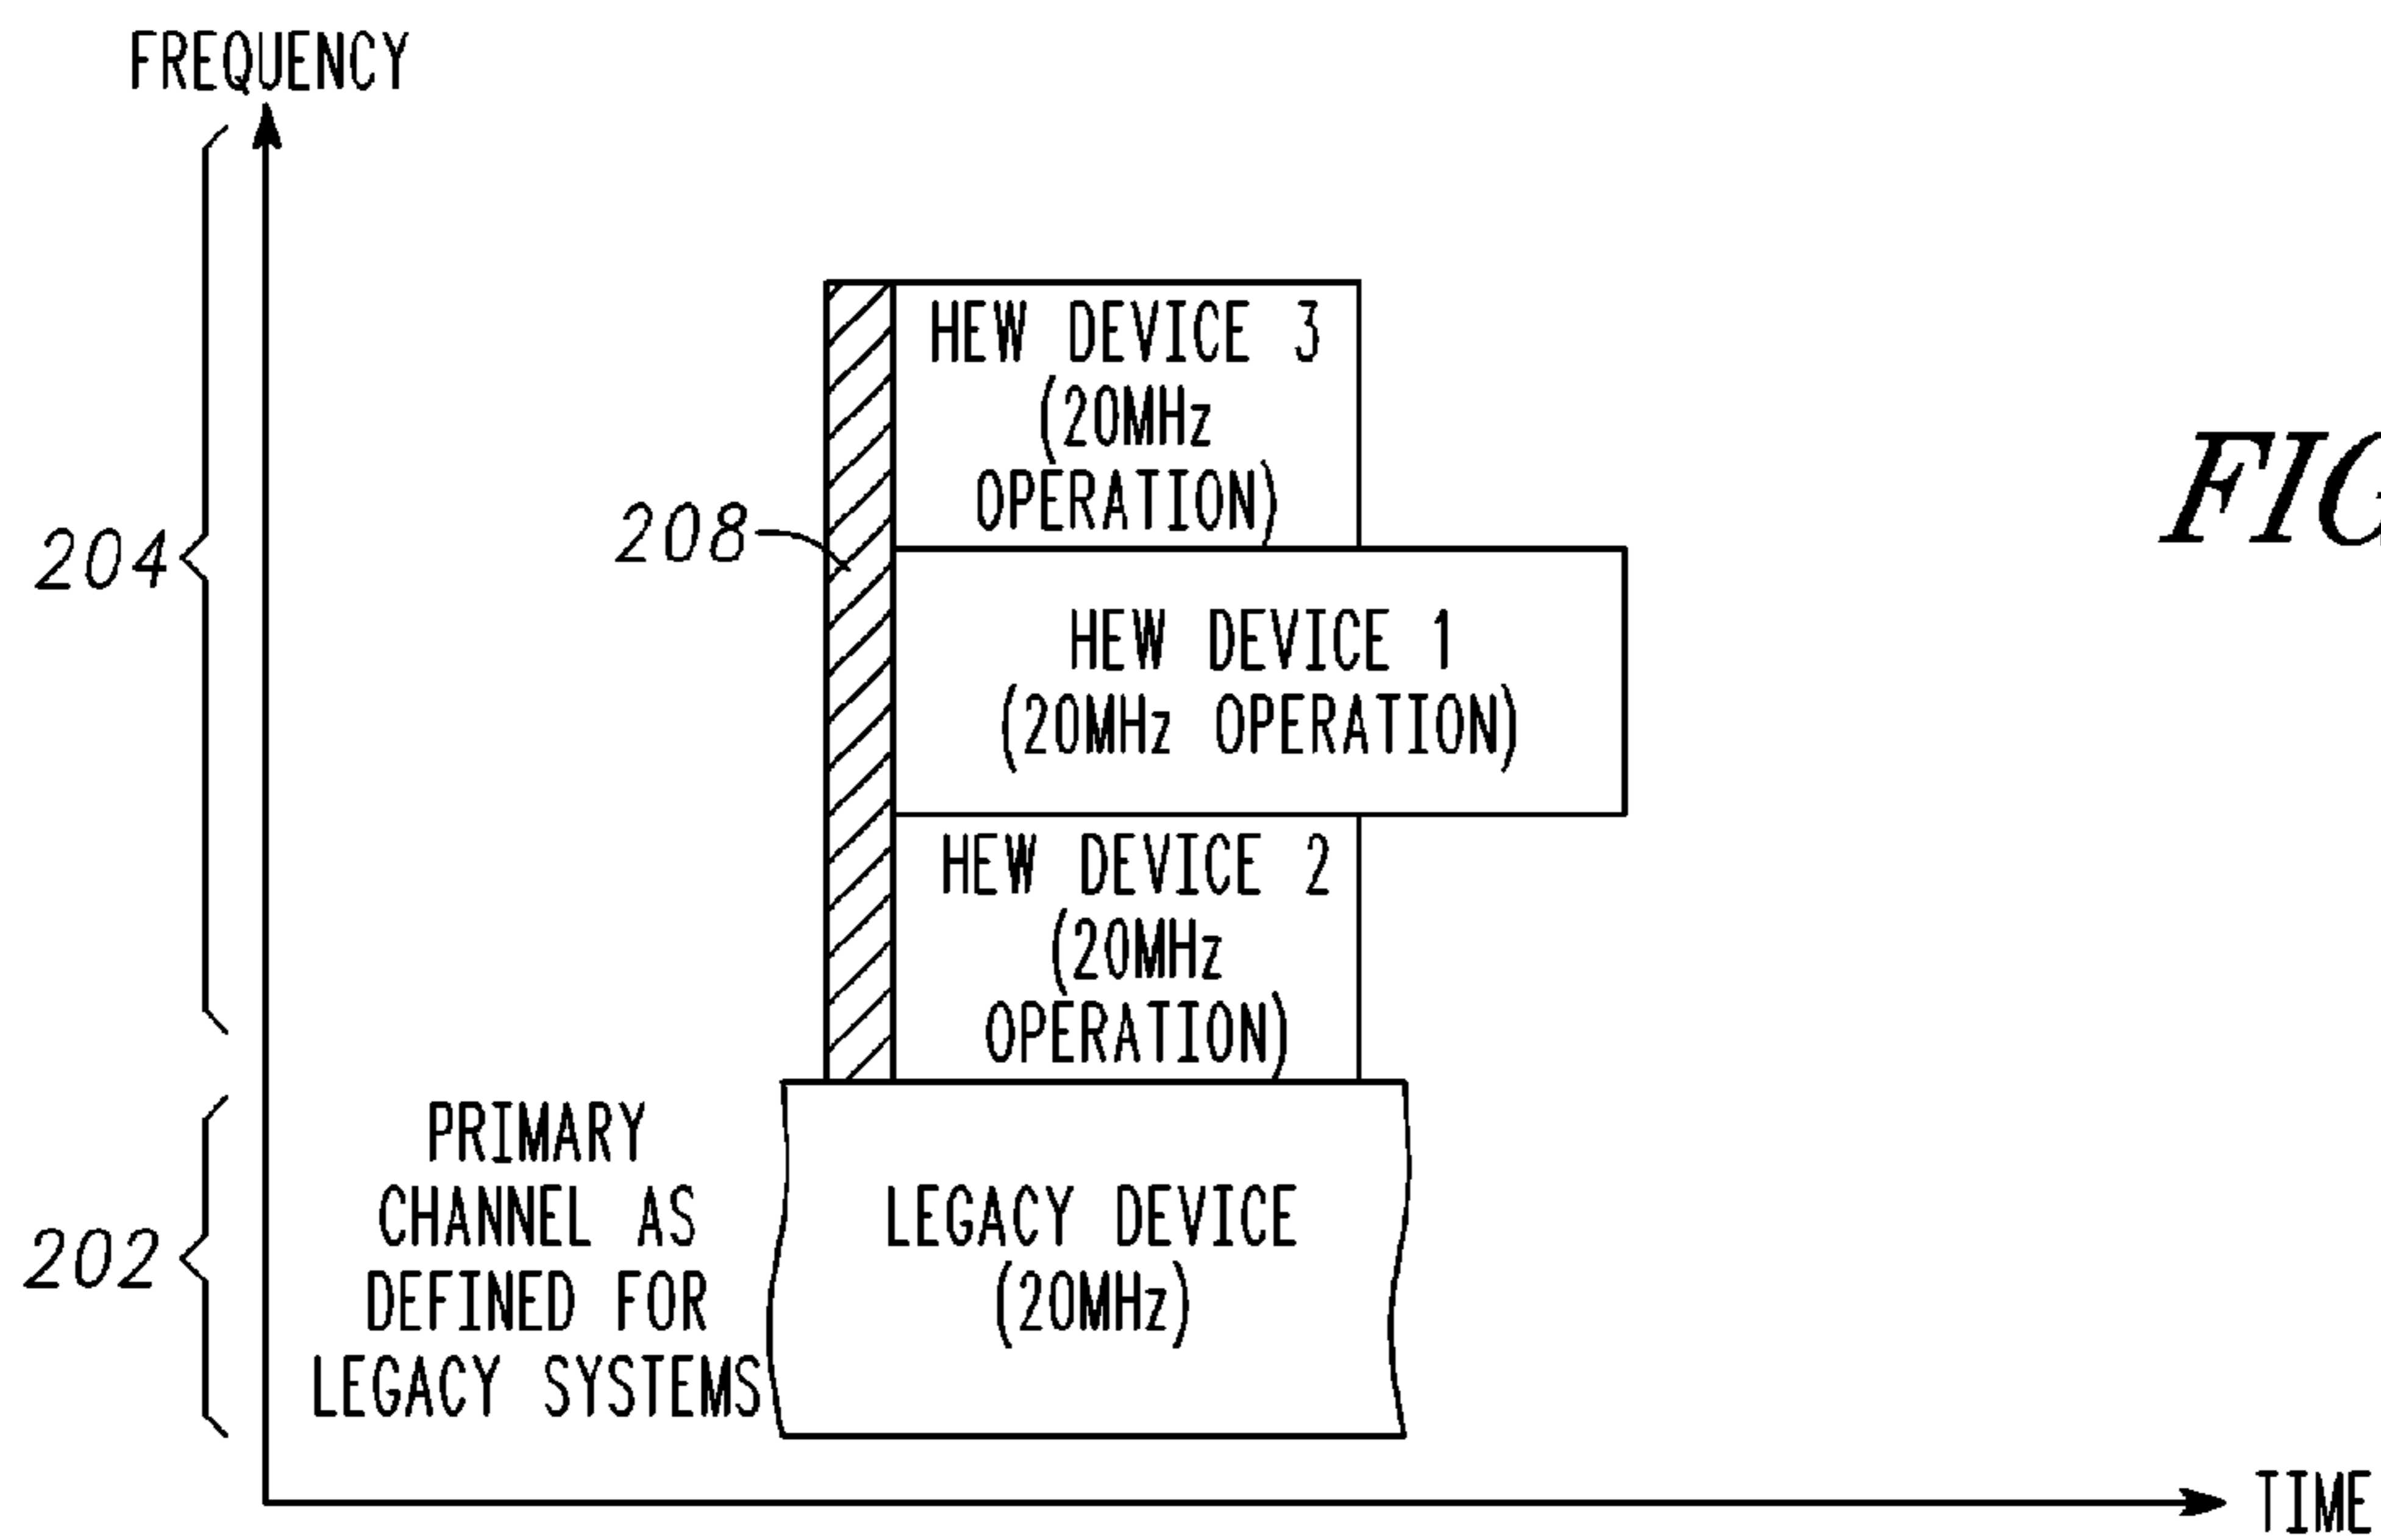 FREQUENCY
HEW DEVICE 3
(20MHz
OPERATION)
208
204
FIG
HEW DEVICE 1
(20MHz OPERATION)
HEW DEVICE 2
(20MHz
OPERATION)
PRIMARY
CHANNEL AS
DEFINED FOR
LEGACY SYSTEMS
202
LEGACY DEVICE
(20MHz)
TIME